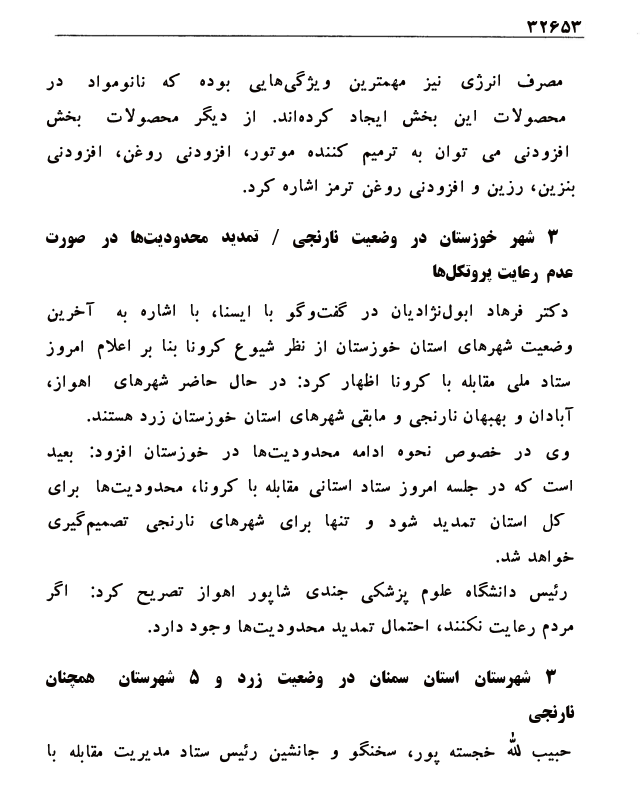 ۳۲۶۵۳
مصرف انرژی نیز مهمترین ویژگی‌هایی بوده که نانومواد در
محصولات این بخش ایجاد کرده‌اند. از دیگر محصولات بخش
افزودنی می توان به ترمیم کننده موتور، افزودنی روغن، افزودنی
بنزین، رزین و افزودنی روغن ترمز اشاره کرد.
۳ شهر خوزستان در وضعیت نارنجی / تمدید محدودیت‌ها در صورت
عدم رعایت پروتکل‌ها
دکتر فرهاد ابول‌نژادیان در گفت‌وگو با ایسنا، با اشاره به آخرین
وضعیت شهرهای استان خوزستان از نظر شیوع کرونا بنا بر اعلام امروز
ستاد ملی مقابله با کرونا اظهار کرد: در حال حاضر شهرهای اهواز،
آبادان و بهبهان نارنجی و مابقی شهرهای استان خوزستان زرد هستند.
وی در خصوص نحوه ادامه محدودیت‌ها در خوزستان افزود: بعید
است که در جلسه امروز ستاد استانی مقابله با کرونا، محدودیت‌ها برای
کل استان تمدید شود و تنها برای شهرهای نارنجی تصمیم‌گیری
خواهد شد.
رئیس دانشگاه علوم پزشکی جندی شاپور اهواز تصریح کرد: اگر
مردم رعایت نکنند، احتمال تمدید محدودیت‌ها وجود دارد.
۳ شهرستان استان سمنان در وضعیت زرد و ۵ شهرستان همچنان
نارنجی
حبیب لله خجسته پور، سخنگو و جانشین رئیس ستاد مدیریت مقابله با